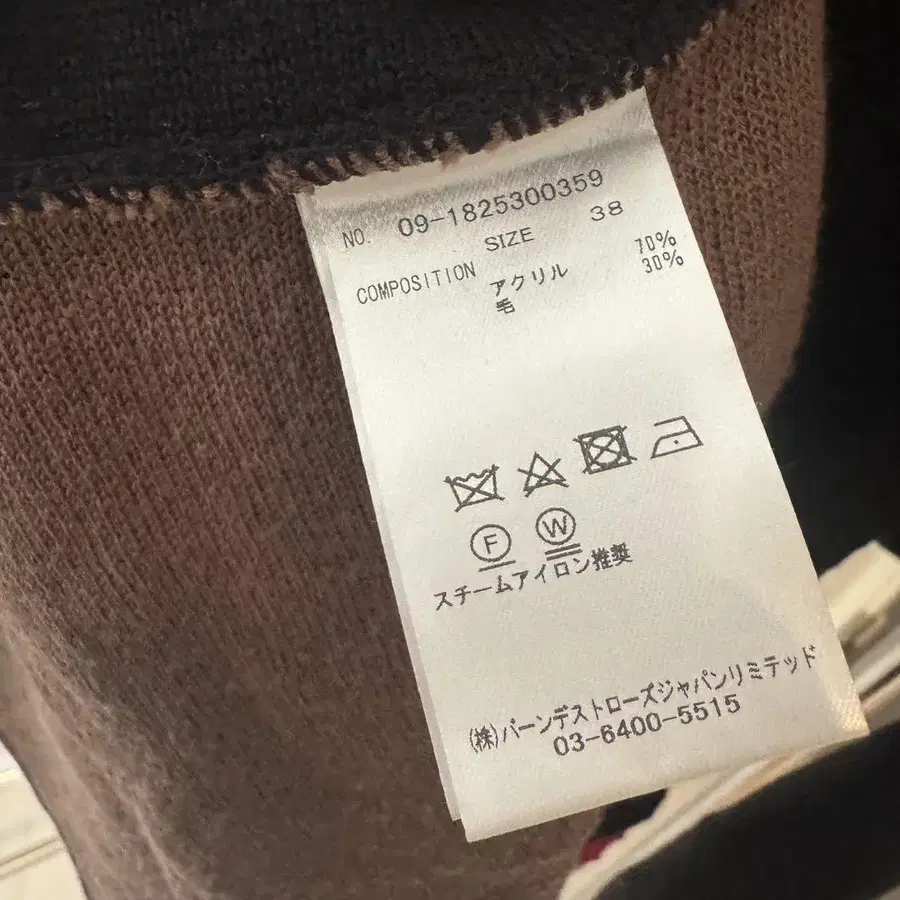 NO. 09-1825300359
SIZE 38
COMPOSITION アクリル 70%
毛 30%
F W
スチームアイロン推奨
(株)バーンデストローズジャパンリミテッド
03-6400-5515